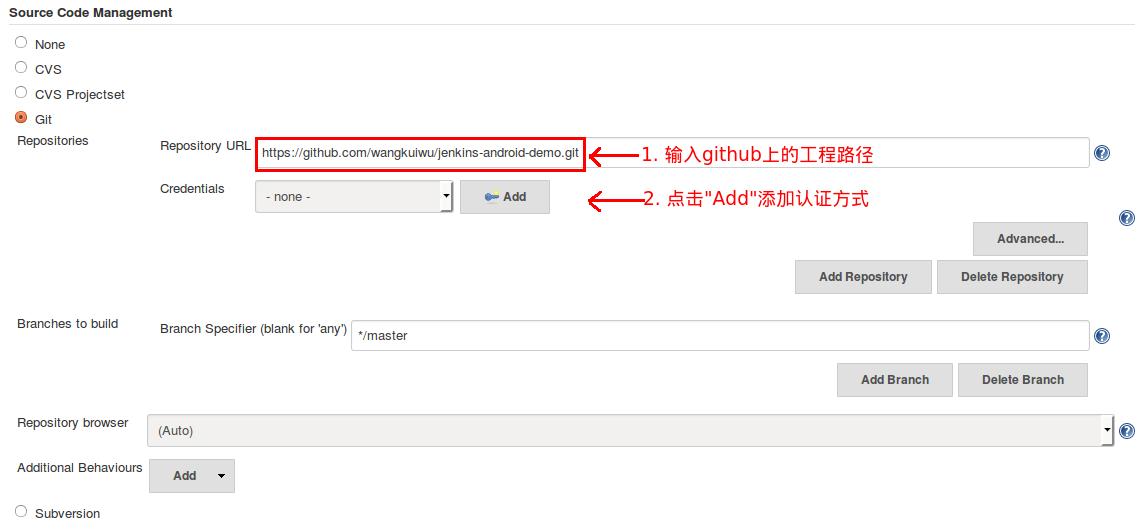 Source Code Management
None
CVS
CVS Projectset
Git
Repositories
Repository URL https://github.com/wangkuiwu/jenkins-android-demo.git 1. 输入github上的工程路径
Credentials - none - Add 2. 点击"Add"添加认证方式
Advanced...
Add Repository Delete Repository
Branches to build Branch Specifier (blank for 'any') */master
Add Branch Delete Branch
Repository browser (Auto)
Additional Behaviours Add
Subversion